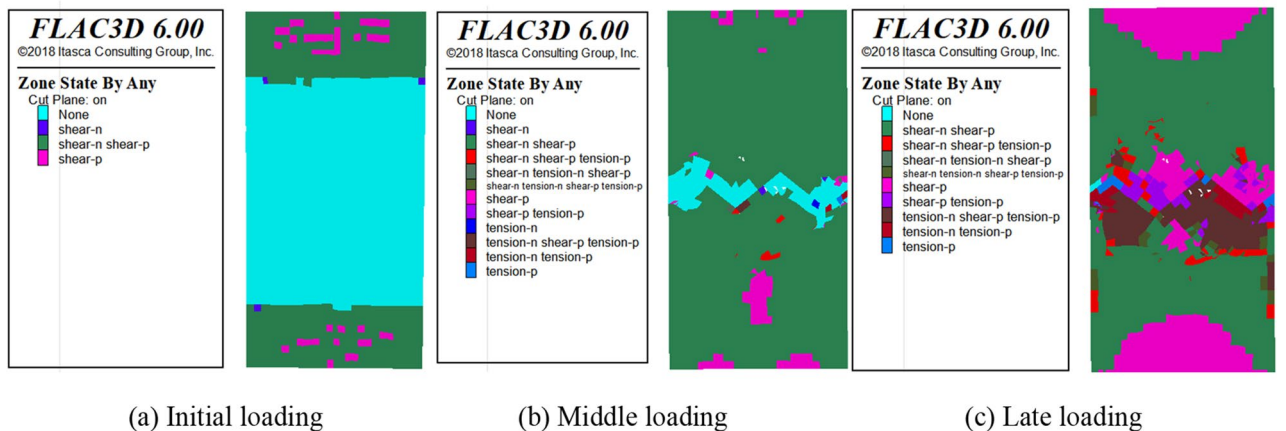 FLAC3D 6.00
©2018 Itasca Consulting Group, Inc.
Zone State By Any
Cut Plane: on
None
shear-n
shear-n shear-p
shear-p
FLAC3D 6.00
©2018 Itasca Consulting Group, Inc.
Zone State By Any
Cut Plane: on
None
shear-n
shear-n shear-p
shear-n shear-p tension-p
shear-n tension-n shear-p
shear-n tension-n shear-p tension-p
shear-p
shear-p tension-p
tension-n
tension-n shear-p tension-p
tension-n tension-p
tension-p
FLAC3D 6.00
©2018 Itasca Consulting Group, Inc.
Zone State By Any
Cut Plane: on
None
shear-n shear-p
shear-n shear-p tension-p
shear-n tension-n shear-p
shear-n tension-n shear-p tension-p
shear-p
shear-p tension-p
tension-n shear-p tension-p
tension-n tension-p
tension-p
(a) Initial loading
(b) Middle loading
(c) Late loading